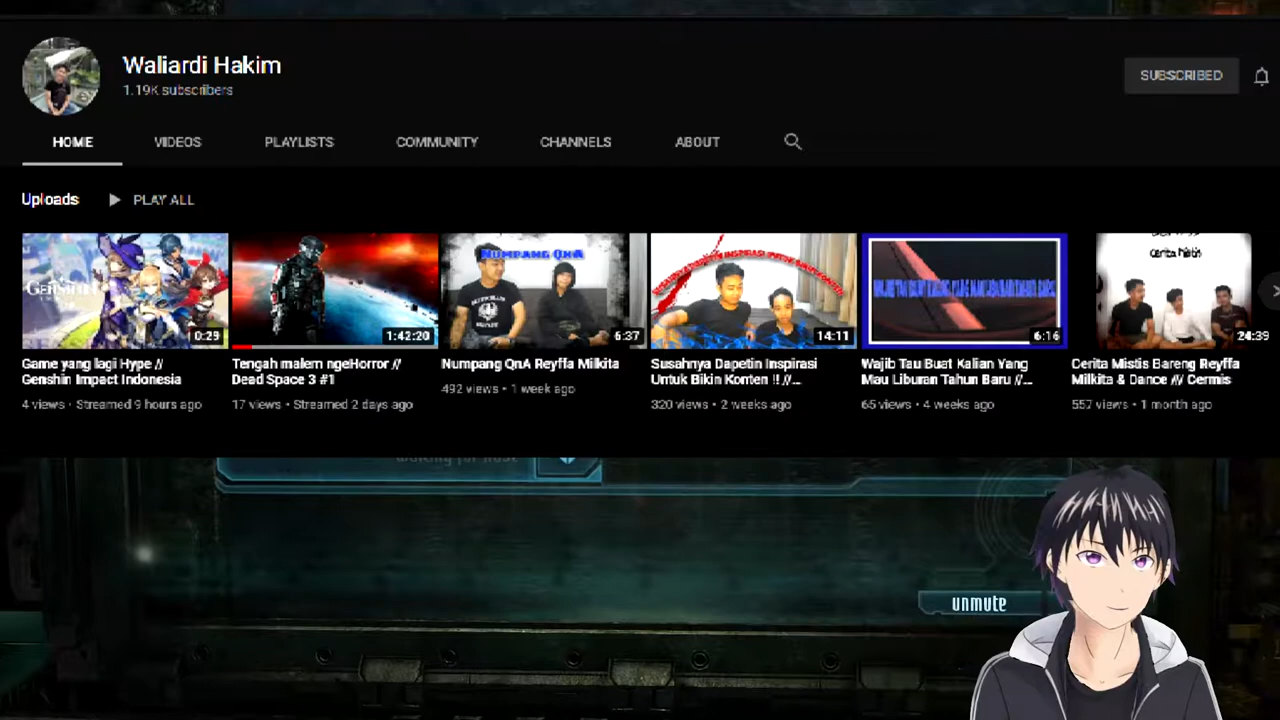 Waliardi Hakim
1.19K subscribers
SUBSCRIBED
HOME VIDEOS PLAYLISTS COMMUNITY CHANNELS ABOUT
Uploads PLAY ALL
GENSHIN
0:29
1:42:20
NUMPANG QNA
6:37
14:11
6:16
Cerita Mistis
24:39
Game yang lagi Hype //
Genshin Impact Indonesia
4 views • Streamed 9 hours ago
Tengah malem ngeHorror //
Dead Space 3 #1
17 views • Streamed 2 days ago
Numpang QnA Reyffa Milkita
492 views • 1 week ago
Susahnya Dapetin Inspirasi
Untuk Bikin Konten !! //...
320 views • 2 weeks ago
Wajib Tau Buat Kalian Yang
Mau Liburan Tahun Baru //...
65 views • 4 weeks ago
Cerita Mistis Bareng Reyffa
Milkita & Dance /// Cermis
557 views • 1 month ago
unmute